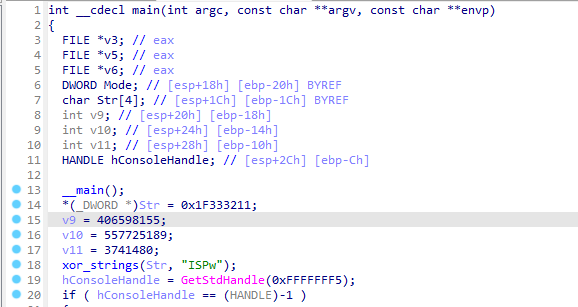 1 int __cdecl main(int argc, const char **argv, const char **envp)
2 {
3 FILE *v3; // eax
4 FILE *v5; // eax
5 FILE *v6; // eax
6 DWORD Mode; // [esp+18h] [ebp-20h] BYREF
7 char Str[4]; // [esp+1Ch] [ebp-1Ch] BYREF
8 int v9; // [esp+20h] [ebp-18h]
9 int v10; // [esp+24h] [ebp-14h]
10 int v11; // [esp+28h] [ebp-10h]
11 HANDLE hConsoleHandle; // [esp+2Ch] [ebp-Ch]
12
13 __main();
14 *(_DWORD *)Str = 0x1F333211;
15 v9 = 406598155;
16 v10 = 557725189;
17 v11 = 3741480;
18 xor_strings(Str, "ISPw");
19 hConsoleHandle = GetStdHandle(0xFFFFFFF5);
20 if ( hConsoleHandle == (HANDLE)-1 )